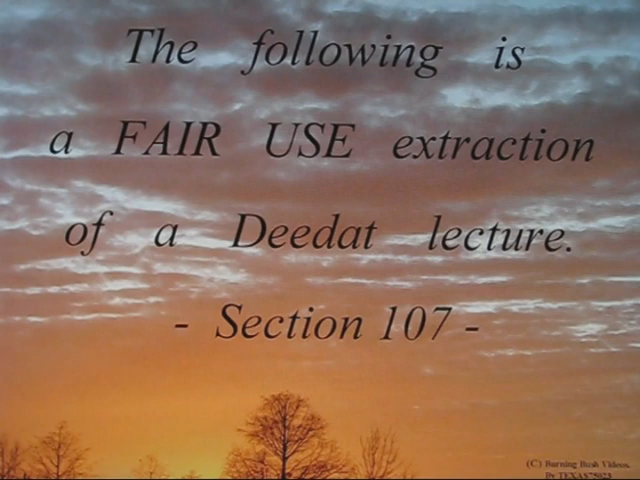 The following is
a FAIR USE extraction
of a Deedat lecture.
- Section 107 -
(C) Burning Bush Videos.